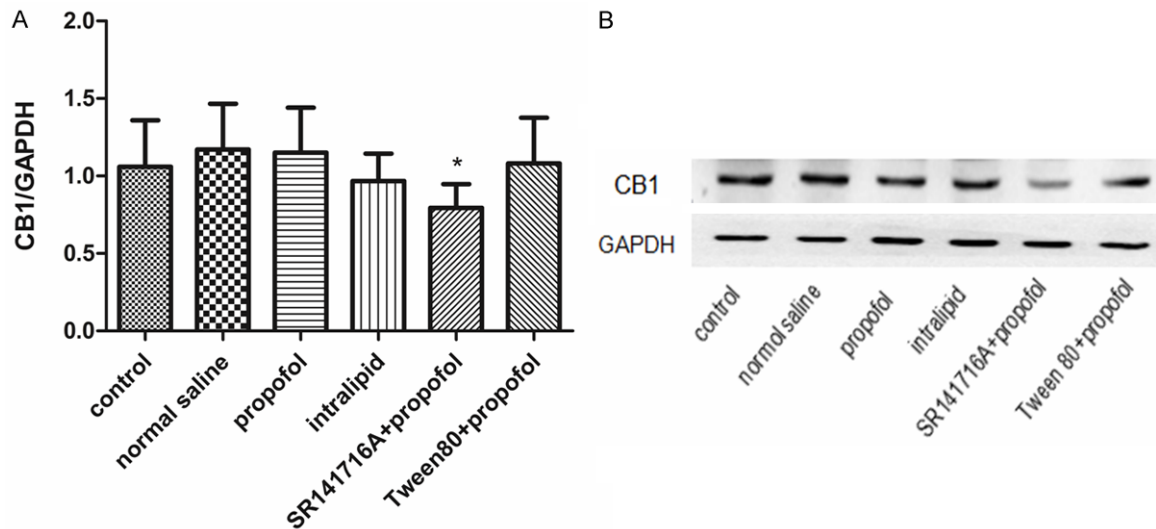 A
CB1/GAPDH
2.0
1.5
1.0
0.5
0.0
*
control
normal saline
propofol
intralipid
SR141716A+propofol
Tween80+propofol
B
CB1
GAPDH
control
normol saline
propofol
intralipid
SR141716A+propofol
Tween 80+propofol